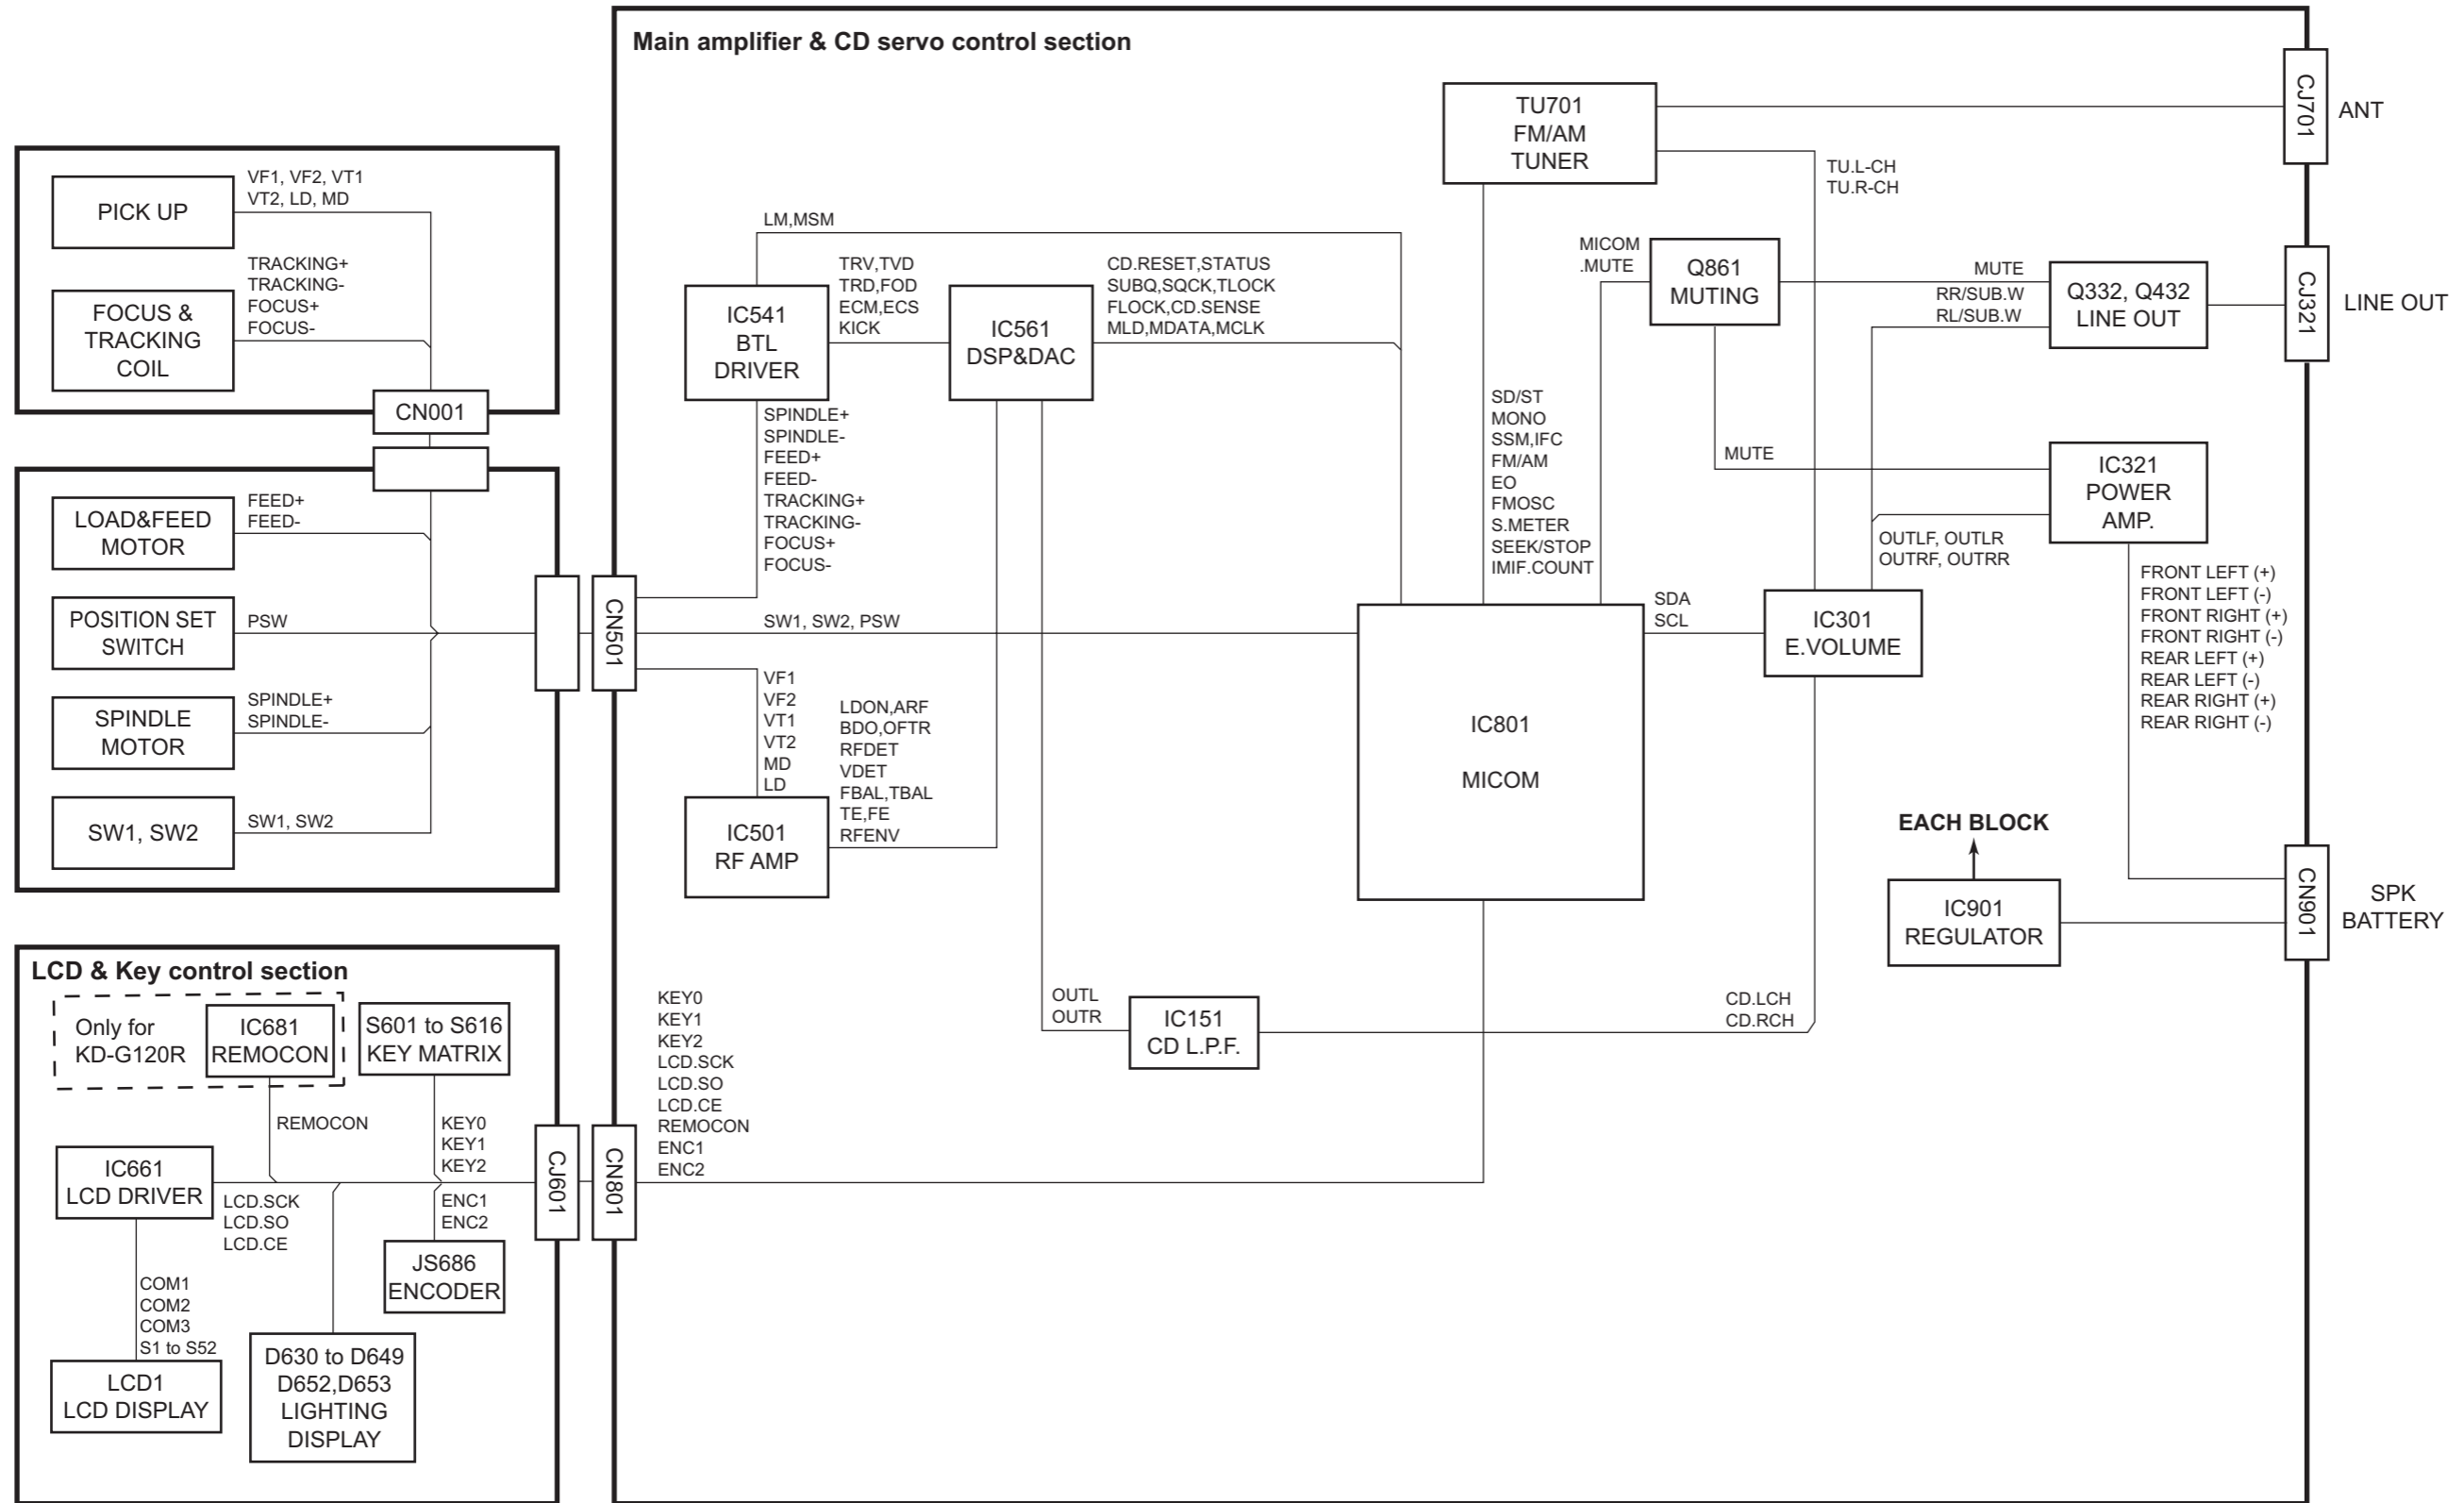 Main amplifier & CD servo control section
TU701
FM/AM
TUNER
CJ701
ANT
TU.L-CH
TU.R-CH
PICK UP
VF1, VF2, VT1
VT2, LD, MD
FOCUS &
TRACKING
COIL
TRACKING+
TRACKING-
FOCUS+
FOCUS-
CN001
LM,MSM
IC541
BTL
DRIVER
TRV,TVD
TRD,FOD
ECM,ECS
KICK
IC561
DSP&DAC
CD.RESET,STATUS
SUBQ,SQCK,TLOCK
FLOCK,CD.SENSE
MLD,MDATA,MCLK
MICOM
.MUTE
Q861
MUTING
MUTE
RR/SUB.W
RL/SUB.W
Q332, Q432
LINE OUT
CJ321
LINE OUT
SPINDLE+
SPINDLE-
FEED+
FEED-
TRACKING+
TRACKING-
FOCUS+
FOCUS-
SD/ST
MONO
SSM,IFC
FM/AM
EO
FMOSC
S.METER
SEEK/STOP
IMIF.COUNT
MUTE
IC321
POWER
AMP.
OUTLF, OUTLR
OUTRF, OUTRR
FRONT LEFT (+)
FRONT LEFT (-)
FRONT RIGHT (+)
FRONT RIGHT (-)
REAR LEFT (+)
REAR LEFT (-)
REAR RIGHT (+)
REAR RIGHT (-)
LOAD&FEED
MOTOR
FEED+
FEED-
POSITION SET
SWITCH
PSW
SPINDLE
MOTOR
SPINDLE+
SPINDLE-
SW1, SW2
SW1, SW2
CN501
SW1, SW2, PSW
VF1
VF2
VT1
VT2
MD
LD
IC501
RF AMP
LDON,ARF
BDO,OFTR
RFDET
VDET
FBAL,TBAL
TE,FE
RFENV
IC801
MICOM
SDA
SCL
IC301
E.VOLUME
EACH BLOCK
IC901
REGULATOR
CN901
SPK
BATTERY
OUTL
OUTR
IC151
CD L.P.F.
CD.LCH
CD.RCH
LCD & Key control section
Only for
KD-G120R
IC681
REMOCON
S601 to S616
KEY MATRIX
REMOCON
KEY0
KEY1
KEY2
IC661
LCD DRIVER
LCD.SCK
LCD.SO
LCD.CE
ENC1
ENC2
JS686
ENCODER
COM1
COM2
COM3
S1 to S52
LCD1
LCD DISPLAY
D630 to D649
D652,D653
LIGHTING
DISPLAY
CJ601
CN801
KEY0
KEY1
KEY2
LCD.SCK
LCD.SO
LCD.CE
REMOCON
ENC1
ENC2